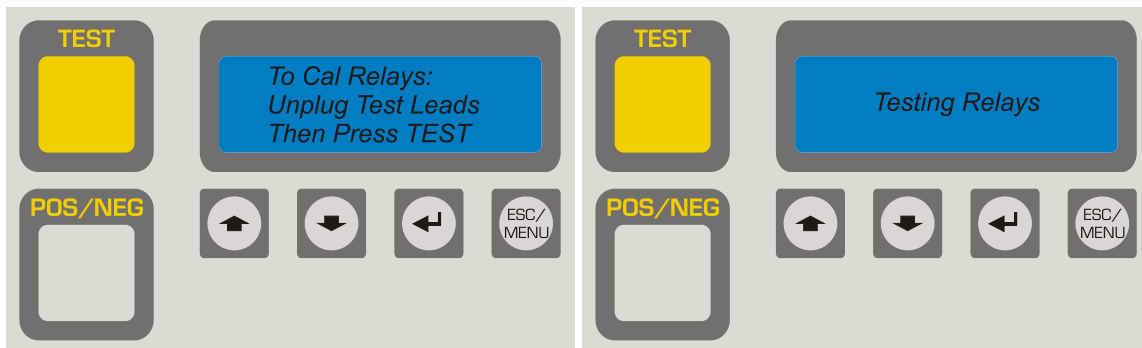 TEST
To Cal Relays:
Unplug Test Leads
Then Press TEST
POS/NEG
ESC/
MENU
TEST
Testing Relays
POS/NEG
ESC/
MENU